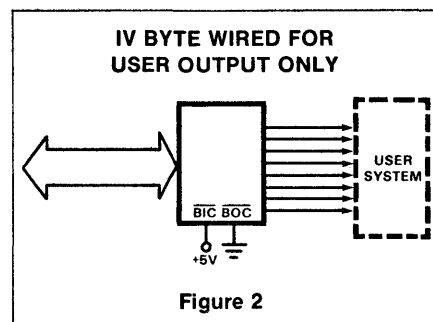 IV BYTE WIRED FOR
USER OUTPUT ONLY
USER
SYSTEM
BIC BOC
+5V
Figure 2